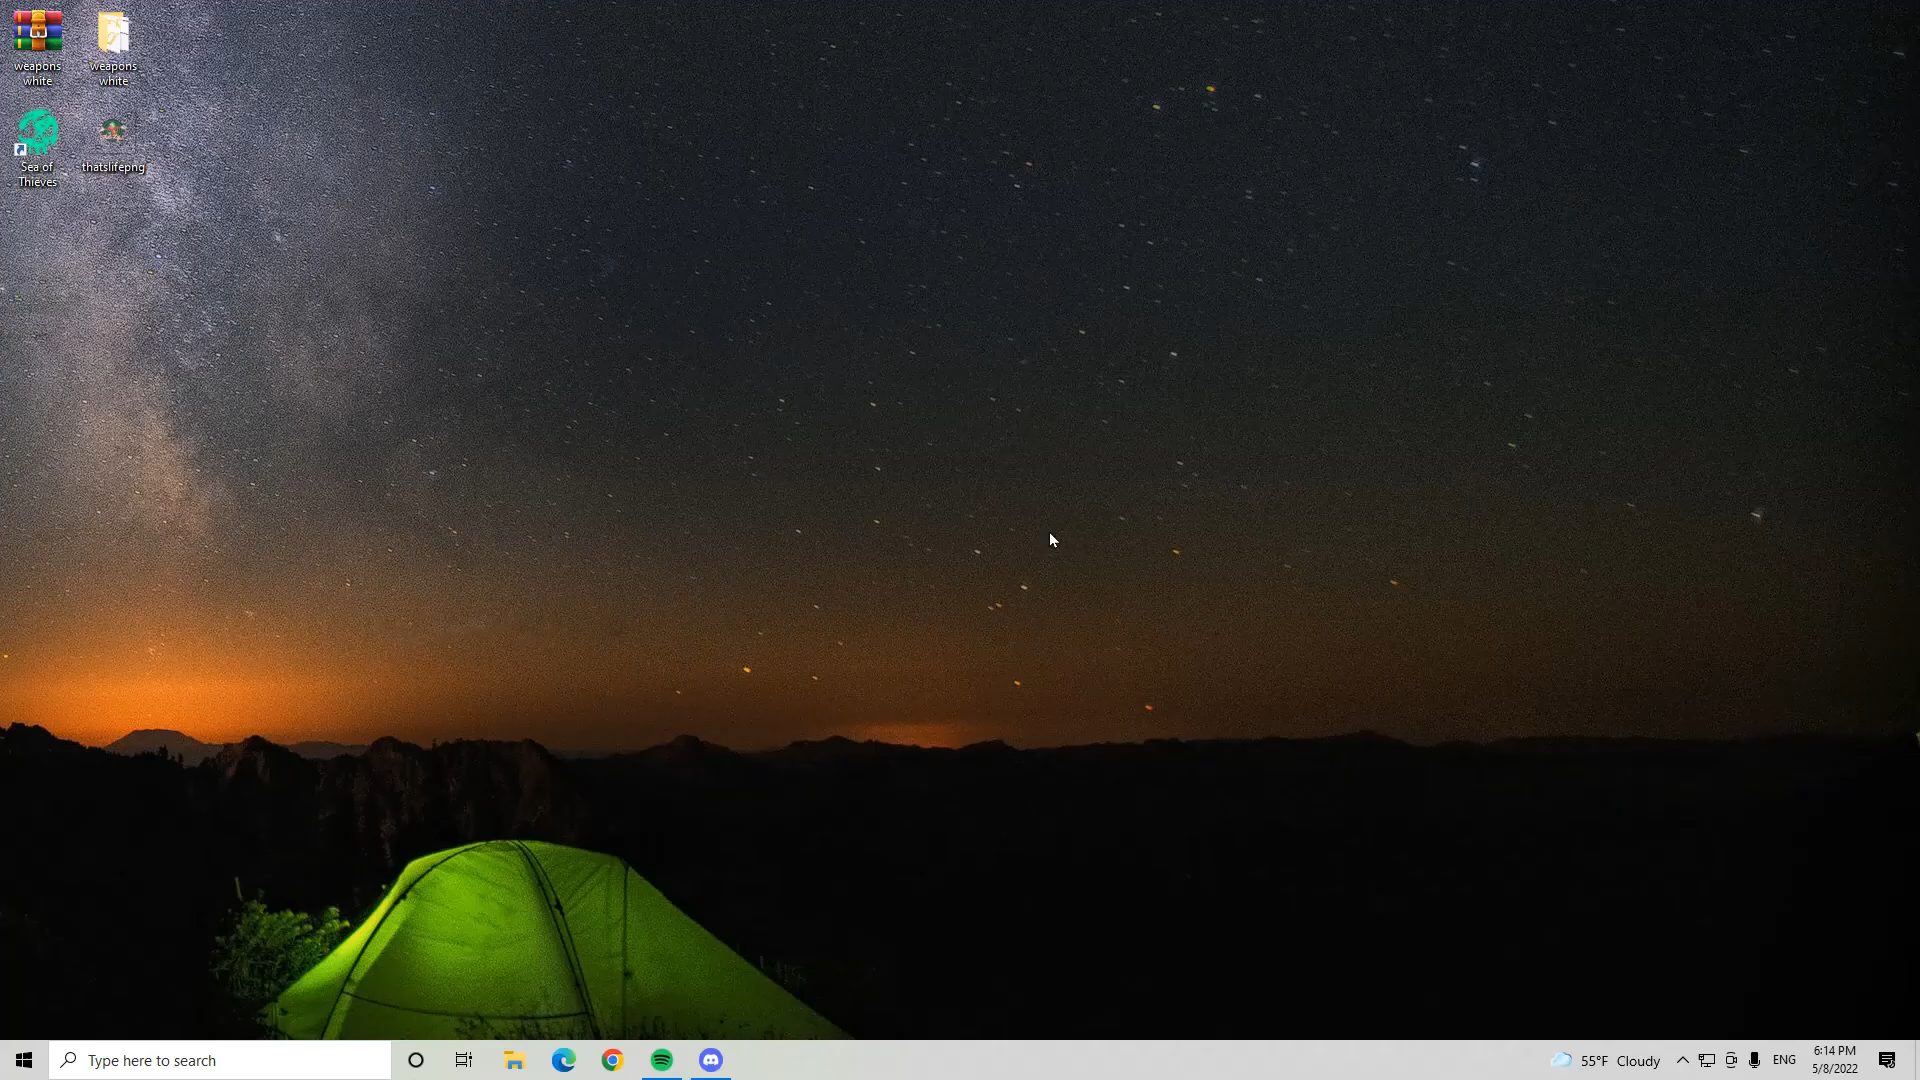 weapons
white
weapons
white
Sea of
Thieves
thatslifepng
Type here to search
55°F Cloudy
ENG
6:14 PM
5/8/2022